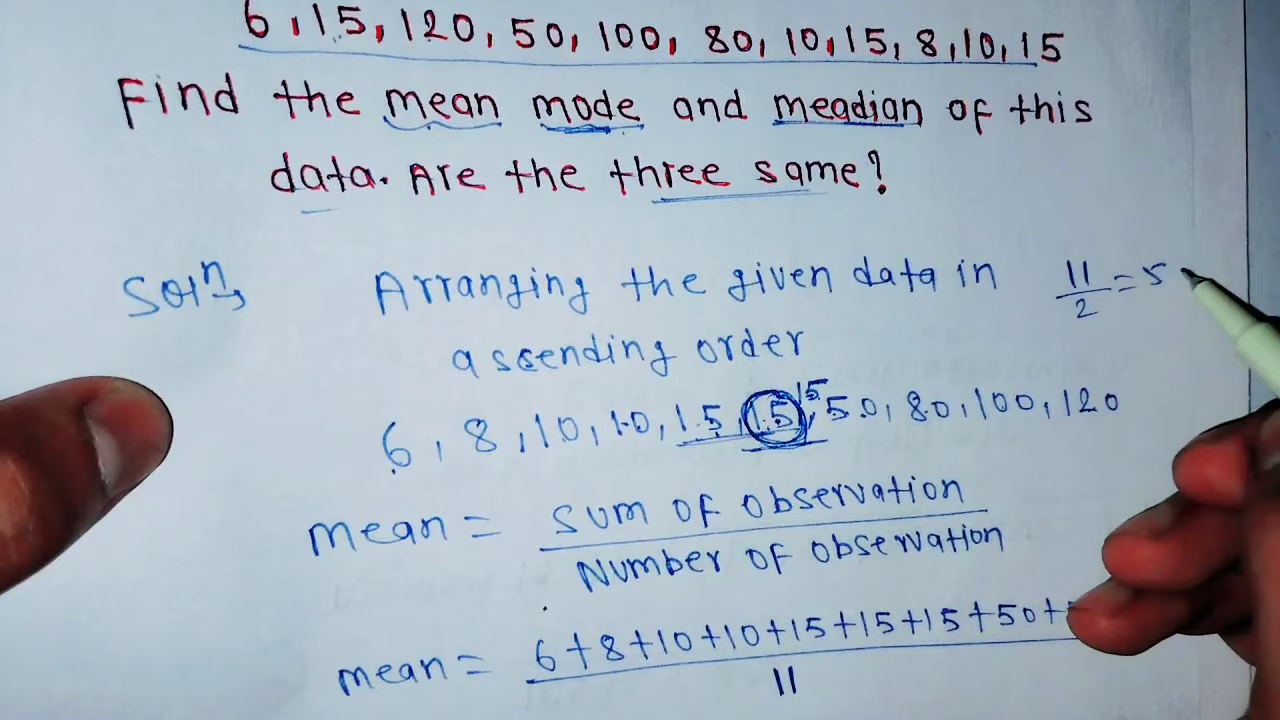 6, 15, 120, 50, 100, 80, 10, 15, 8, 10, 15
Find the mean mode and meadian of this
data. Are the three same?
Soln, Arranging the given data in
11/2 = 5
ascending order
6, 8, 10, 10, 15, 15, 15, 50, 80, 100, 120
mean = sum of observation
Number of observation
mean = 6+8+10+10+15+15+15+50+
11